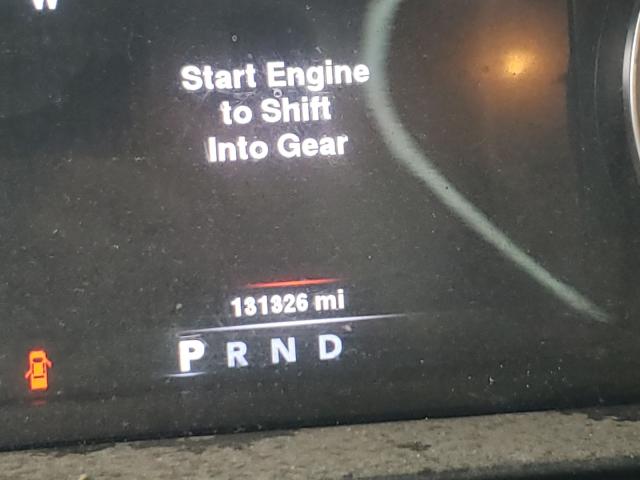 W
Start Engine
to Shift
Into Gear
131326 mi
P R N D